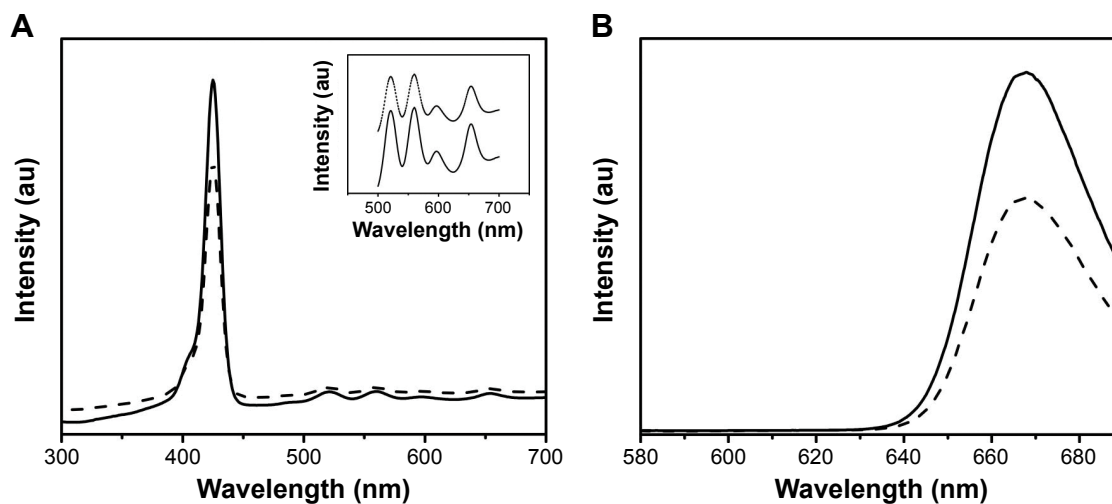 A
Intensity (au)
Intensity (au)
500 600 700
Wavelength (nm)
300 400 500 600 700
Wavelength (nm)
B
Intensity (au)
580 600 620 640 660 680
Wavelength (nm)